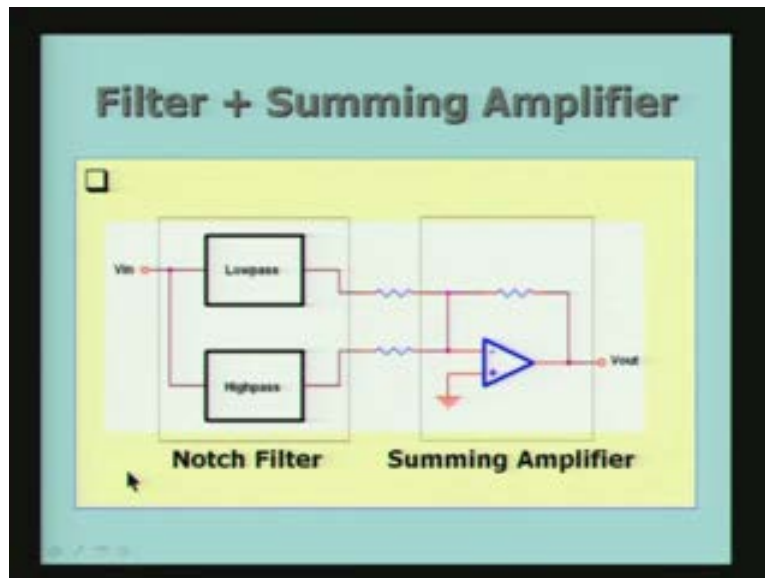 Filter + Summing Amplifier
Vin
Lowpass
Highpass
-
+
Vout
Notch Filter
Summing Amplifier